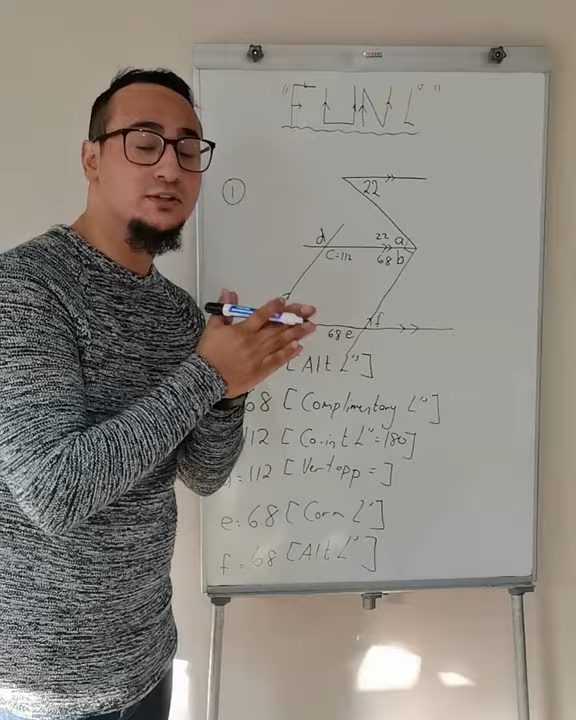 "FUN L's"
1
22
d 22 a
C=112 68 b
f
68 e
[Alt L's]
68 [Complimentary L's]
112 [Co-int L's=180]
=112 [Vert opp = ]
e: 68 [Corr L's]
f = 68 [Alt L's]